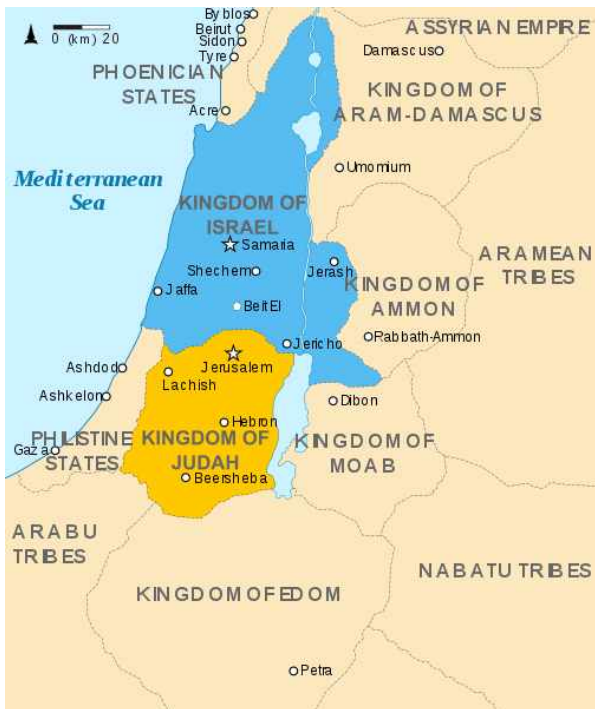 Byblos
Beirut
Sidon
Tyre
0 (km) 20
ASSYRIAN EMPIRE
Damascus
PHOENICIAN
STATES
KINGDOM OF
ARAM-DAMASCUS
Acre
Umomium
Mediterranean
Sea
KINGDOM OF
ISRAEL
Samaria
ARAMEAN
TRIBES
Shechem
Jerash
KINGDOM OF
AMMON
Jaffa
Beit El
Rabbath-Ammon
Jericho
Jerusalem
Ashdod
Lachish
Ashkelon
Dibon
Hebron
PHILISTINE
STATES
Gaza
KINGDOM OF
JUDAH
KINGDOM OF
MOAB
Beersheba
ARABU
TRIBES
NABATU TRIBES
KINGDOM OF EDOM
Petra